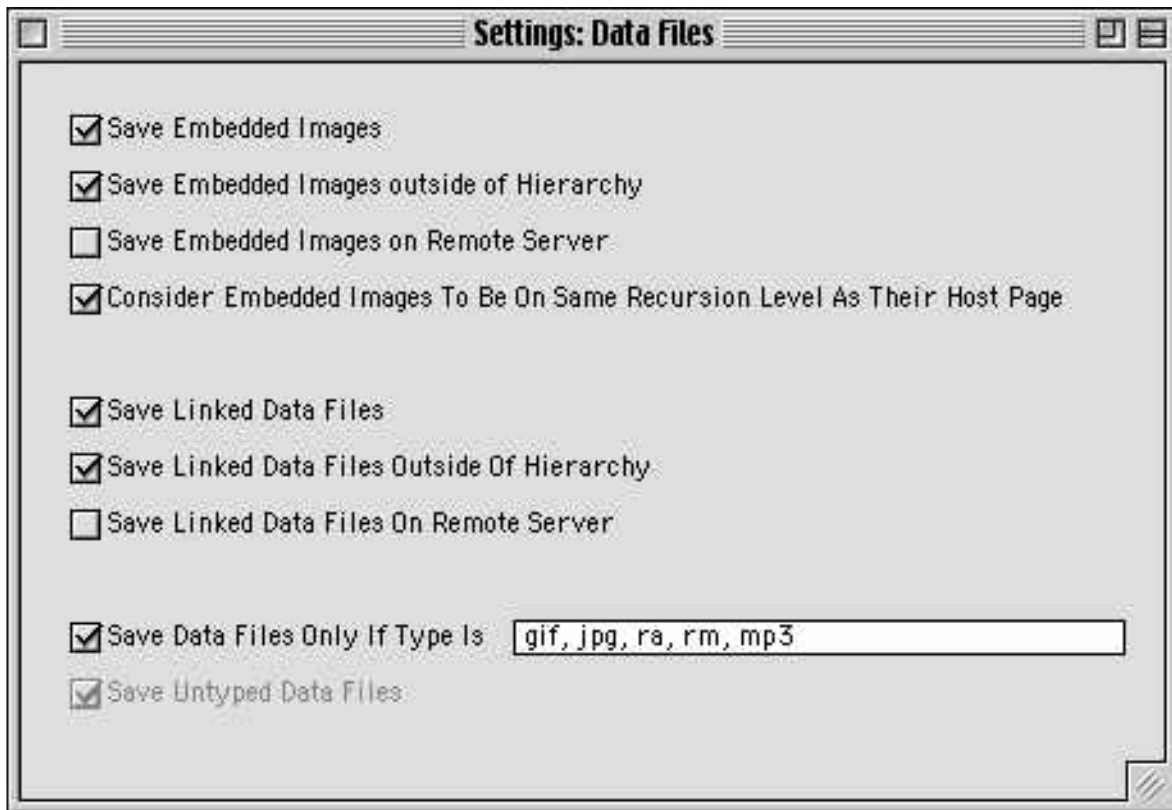 Settings: Data Files
Save Embedded Images
Save Embedded Images outside of Hierarchy
Save Embedded Images on Remote Server
Consider Embedded Images To Be On Same Recursion Level As Their Host Page
Save Linked Data Files
Save Linked Data Files Outside Of Hierarchy
Save Linked Data Files On Remote Server
Save Data Files Only If Type Is gif, jpg, ra, rm, mp3
Save Untyped Data Files